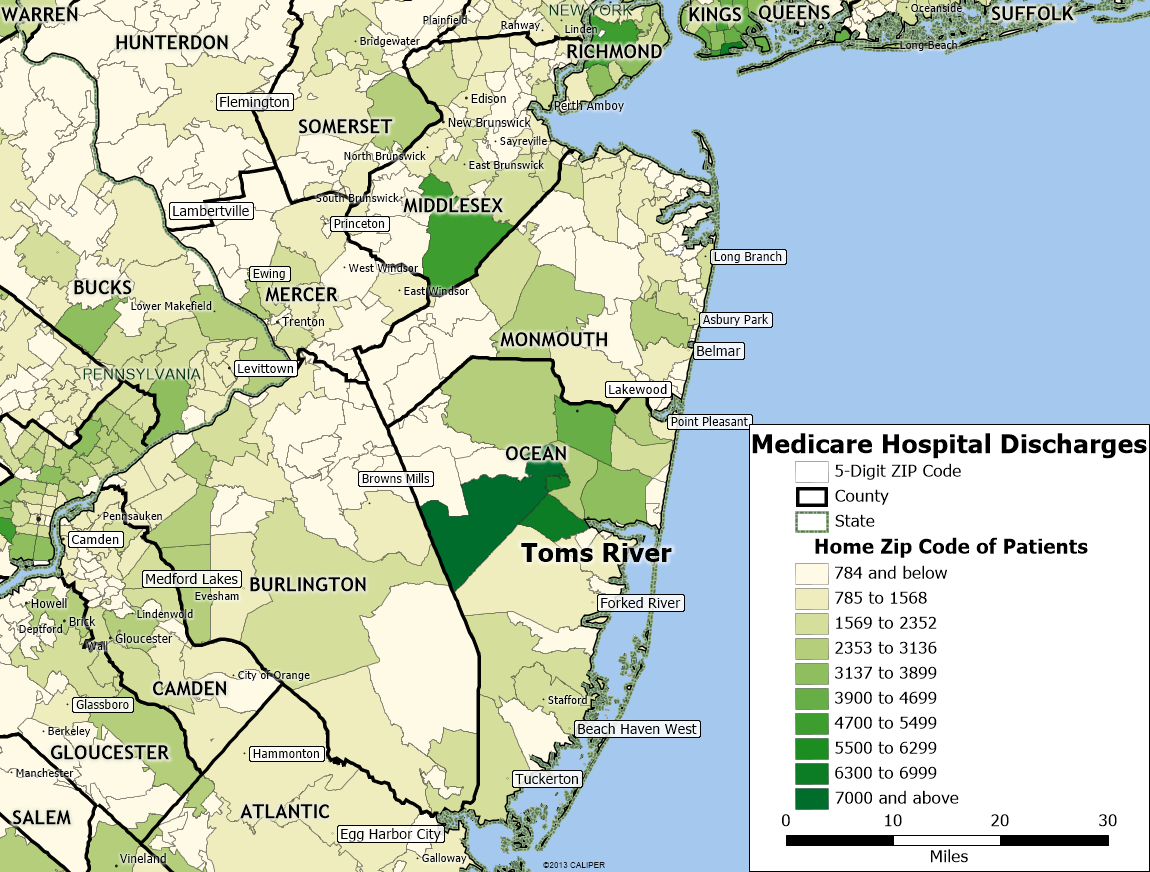 WARREN
HUNTERDON
Plainfield
Bridgewater
Rahway
NEW YORK
Linden
RICHMOND
KINGS
QUEENS
Oceanside
SUFFOLK
Long Beach
Flemington
SOMERSET
Edison
Perth Amboy
New Brunswick
Sayreville
North Brunswick
East Brunswick
South Brunswick
MIDDLESEX
Lambertville
Princeton
Long Branch
Ewing
West Windsor
BUCKS
MERCER
East Windsor
Lower Makefield
Trenton
Asbury Park
MONMOUTH
Belmar
Levittown
PENNSYLVANIA
Lakewood
Point Pleasant
OCEAN
Browns Mills
Pennsauken
Camden
Toms River
Medford Lakes
BURLINGTON
Evesham
Forked River
Howell
Lindenwold
Brick
Deptford
Gloucester
Wall
City of Orange
CAMDEN
Stafford
Glassboro
Beach Haven West
Berkeley
GLOUCESTER
Hammonton
Manchester
Tuckerton
SALEM
ATLANTIC
Egg Harbor City
Vineland
Galloway
©2013 CALIPER
Medicare Hospital Discharges
5-Digit ZIP Code
County
State
Home Zip Code of Patients
784 and below
785 to 1568
1569 to 2352
2353 to 3136
3137 to 3899
3900 to 4699
4700 to 5499
5500 to 6299
6300 to 6999
7000 and above
0 10 20 30
Miles